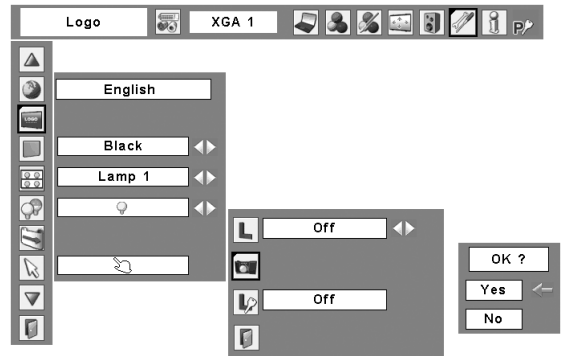 Logo
XGA 1
P
LOGO
English
Black
Lamp 1
L
Off
L
Off
OK ?
Yes
No